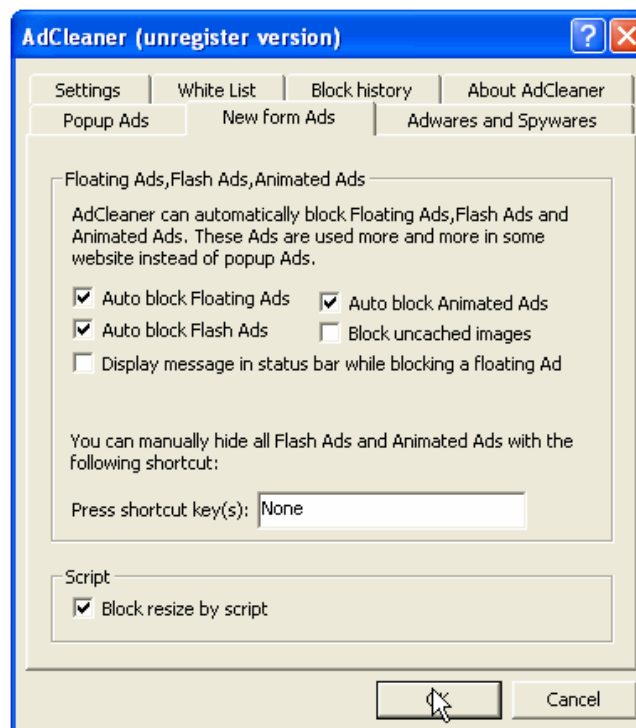 AdCleaner (unregister version)
Settings White List Block history About AdCleaner
Popup Ads New form Ads Adwares and Spywares
Floating Ads,Flash Ads,Animated Ads
AdCleaner can automatically block Floating Ads,Flash Ads and
Animated Ads. These Ads are used more and more in some
website instead of popup Ads.
Auto block Floating Ads Auto block Animated Ads
Auto block Flash Ads Block uncached images
Display message in status bar while blocking a floating Ad
You can manually hide all Flash Ads and Animated Ads with the
following shortcut:
Press shortcut key(s): None
Script
Block resize by script
OK Cancel